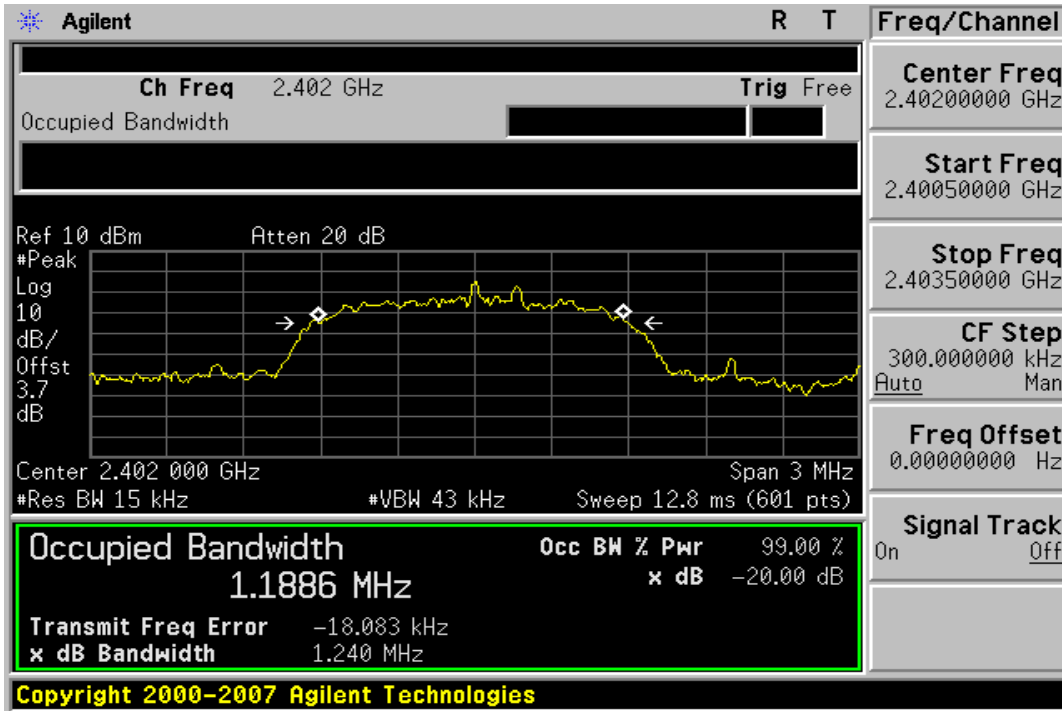 Agilent R T
Freq/Channel
Ch Freq 2.402 GHz Trig Free
Occupied Bandwidth
Center Freq
2.40200000 GHz
Start Freq
2.40050000 GHz
Stop Freq
2.40350000 GHz
CF Step
300.000000 kHz
Auto Man
Freq Offset
0.00000000 Hz
Signal Track
On Off
Ref 10 dBm Atten 20 dB
#Peak
Log
10
dB/
Offst
3.7
dB
Center 2.402 000 GHz Span 3 MHz
#Res BW 15 kHz #VBW 43 kHz Sweep 12.8 ms (601 pts)
Occupied Bandwidth
1.1886 MHz
Occ BW % Pwr 99.00 %
x dB -20.00 dB
Transmit Freq Error -18.083 kHz
x dB Bandwidth 1.240 MHz
Copyright 2000-2007 Agilent Technologies